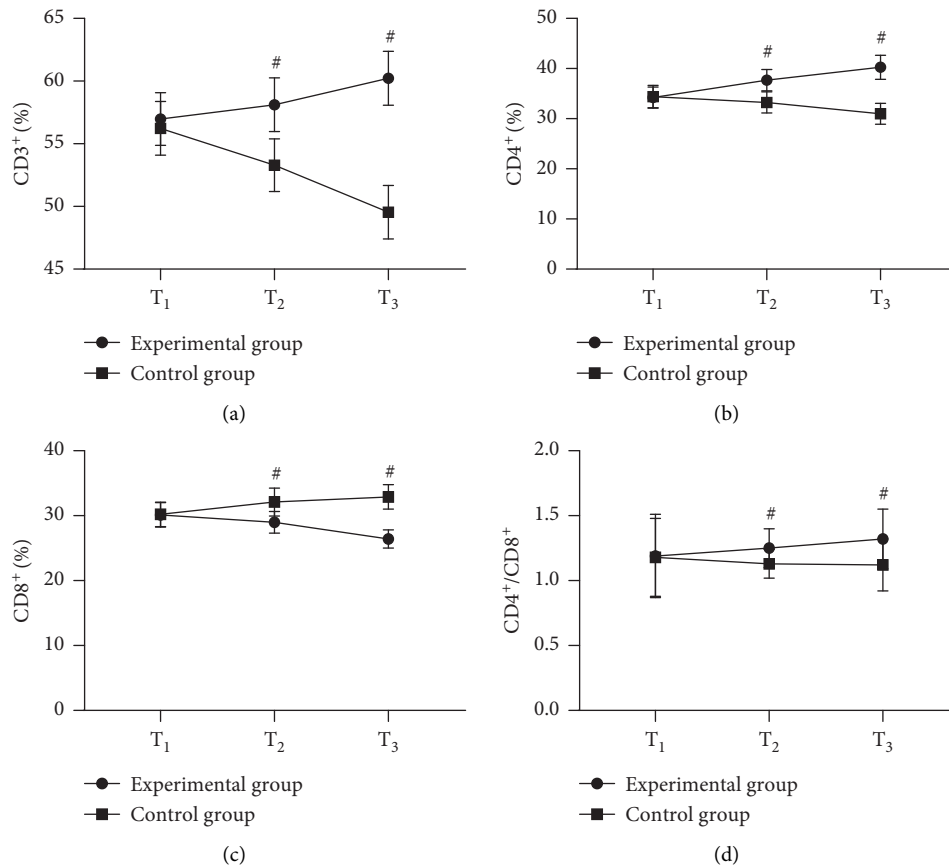 65
60
55
50
45
CD3⁺ (%)
#
#
T₁
T₂
T₃
Experimental group
Control group
(a)
50
40
30
20
10
0
CD4⁺ (%)
#
#
T₁
T₂
T₃
Experimental group
Control group
(b)
40
30
20
10
0
CD8⁺ (%)
#
#
T₁
T₂
T₃
Experimental group
Control group
(c)
2.0
1.5
1.0
0.5
0.0
CD4⁺/CD8⁺
#
#
T₁
T₂
T₃
Experimental group
Control group
(d)